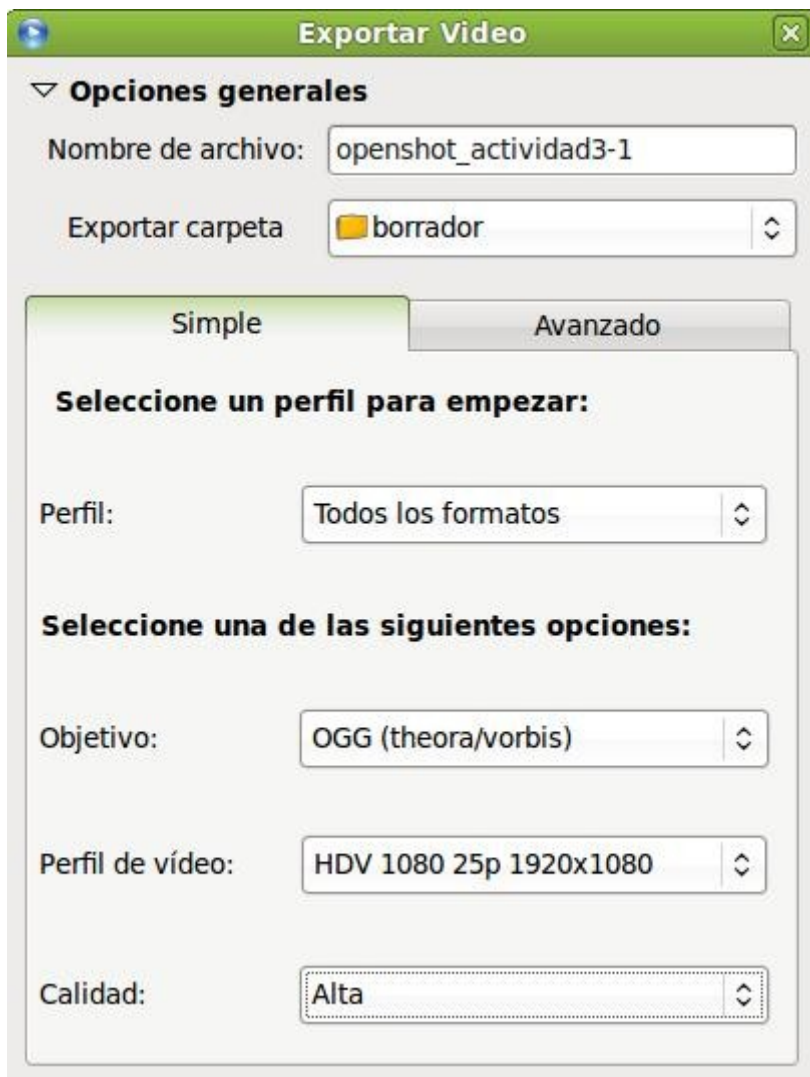 Exportar Video
Opciones generales
Nombre de archivo: openshot_actividad3-1
Exportar carpeta borrador
Simple Avanzado
Seleccione un perfil para empezar:
Perfil: Todos los formatos
Seleccione una de las siguientes opciones:
Objetivo: OGG (theora/vorbis)
Perfil de vídeo: HDV 1080 25p 1920x1080
Calidad: Alta